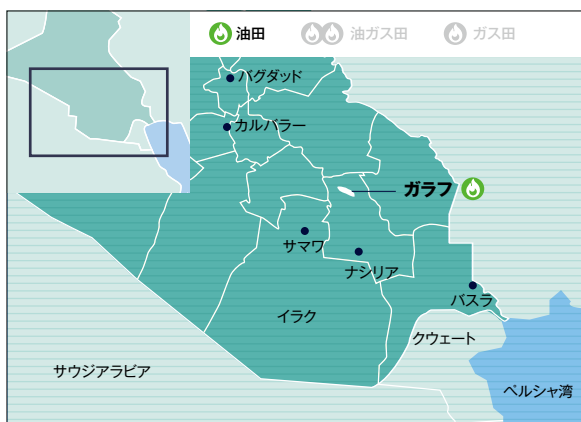 油田 油ガス田 ガス田
バグダッド
カルバラー
ガラフ
サマワ
ナシリア
バスラ
イラク
クウェート
サウジアラビア
ペルシャ湾